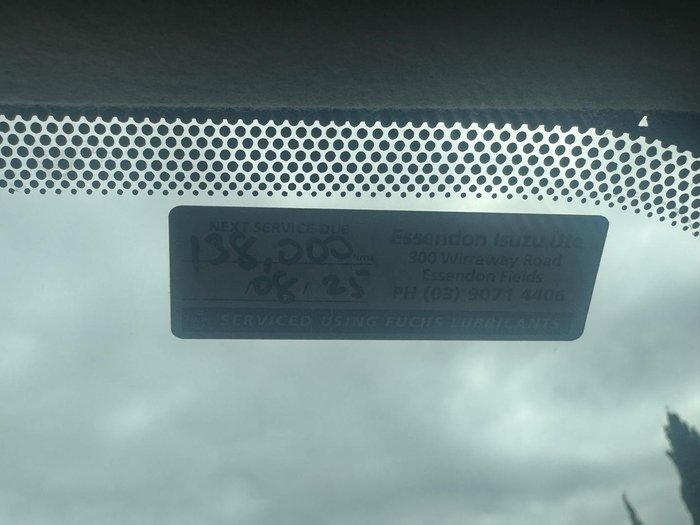 NEXT SERVICE DUE
138,000 kms
08/25
Essendon Isuzu Ute
300 Wirraway Road
Essendon Fields
PH (03) 9071 4406
SERVICED USING FUCHS LUBRICANTS